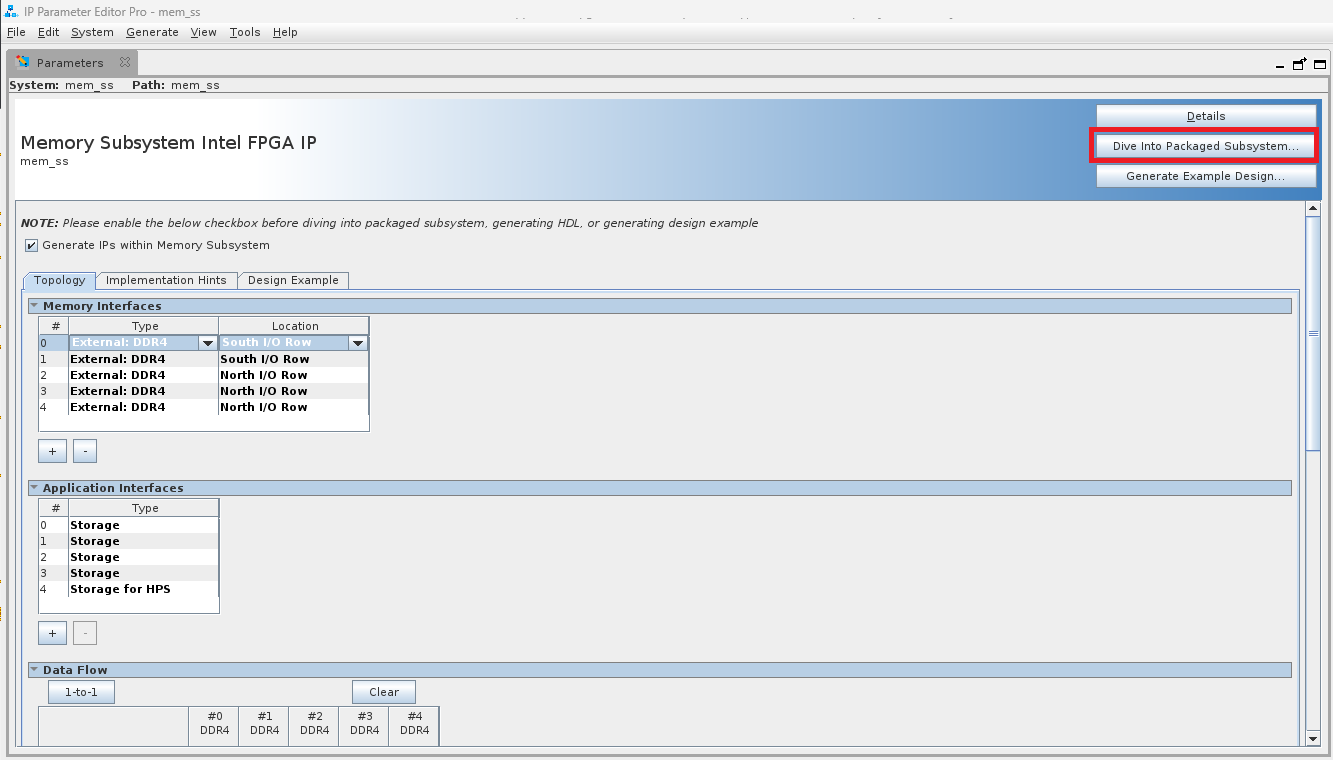 IP Parameter Editor Pro - mem_ss
File Edit System Generate View Tools Help
Parameters
System: mem_ss Path: mem_ss
Details
Memory Subsystem Intel FPGA IP
mem_ss
Dive Into Packaged Subsystem...
Generate Example Design...
NOTE: Please enable the below checkbox before diving into packaged subsystem, generating HDL, or generating design example
Generate IPs within Memory Subsystem
Topology Implementation Hints Design Example
Memory Interfaces
# Type Location
0 External: DDR4 South I/O Row
1 External: DDR4 South I/O Row
2 External: DDR4 North I/O Row
3 External: DDR4 North I/O Row
4 External: DDR4 North I/O Row
+ -
Application Interfaces
# Type
0 Storage
1 Storage
2 Storage
3 Storage
4 Storage for HPS
+ -
Data Flow
1-to-1 Clear
#0 #1 #2 #3 #4
DDR4 DDR4 DDR4 DDR4 DDR4